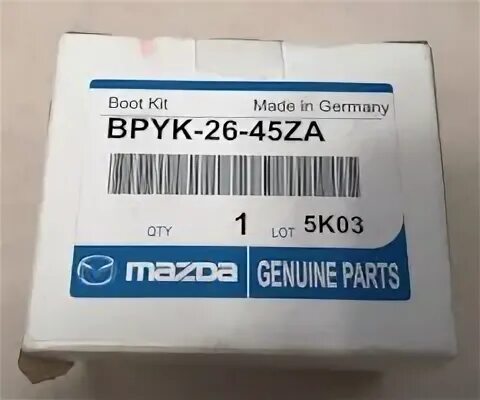 Boot Kit Made in Germany
BPYK-26-45ZA
QTY 1 LOT 5K03
mazda GENUINE PARTS